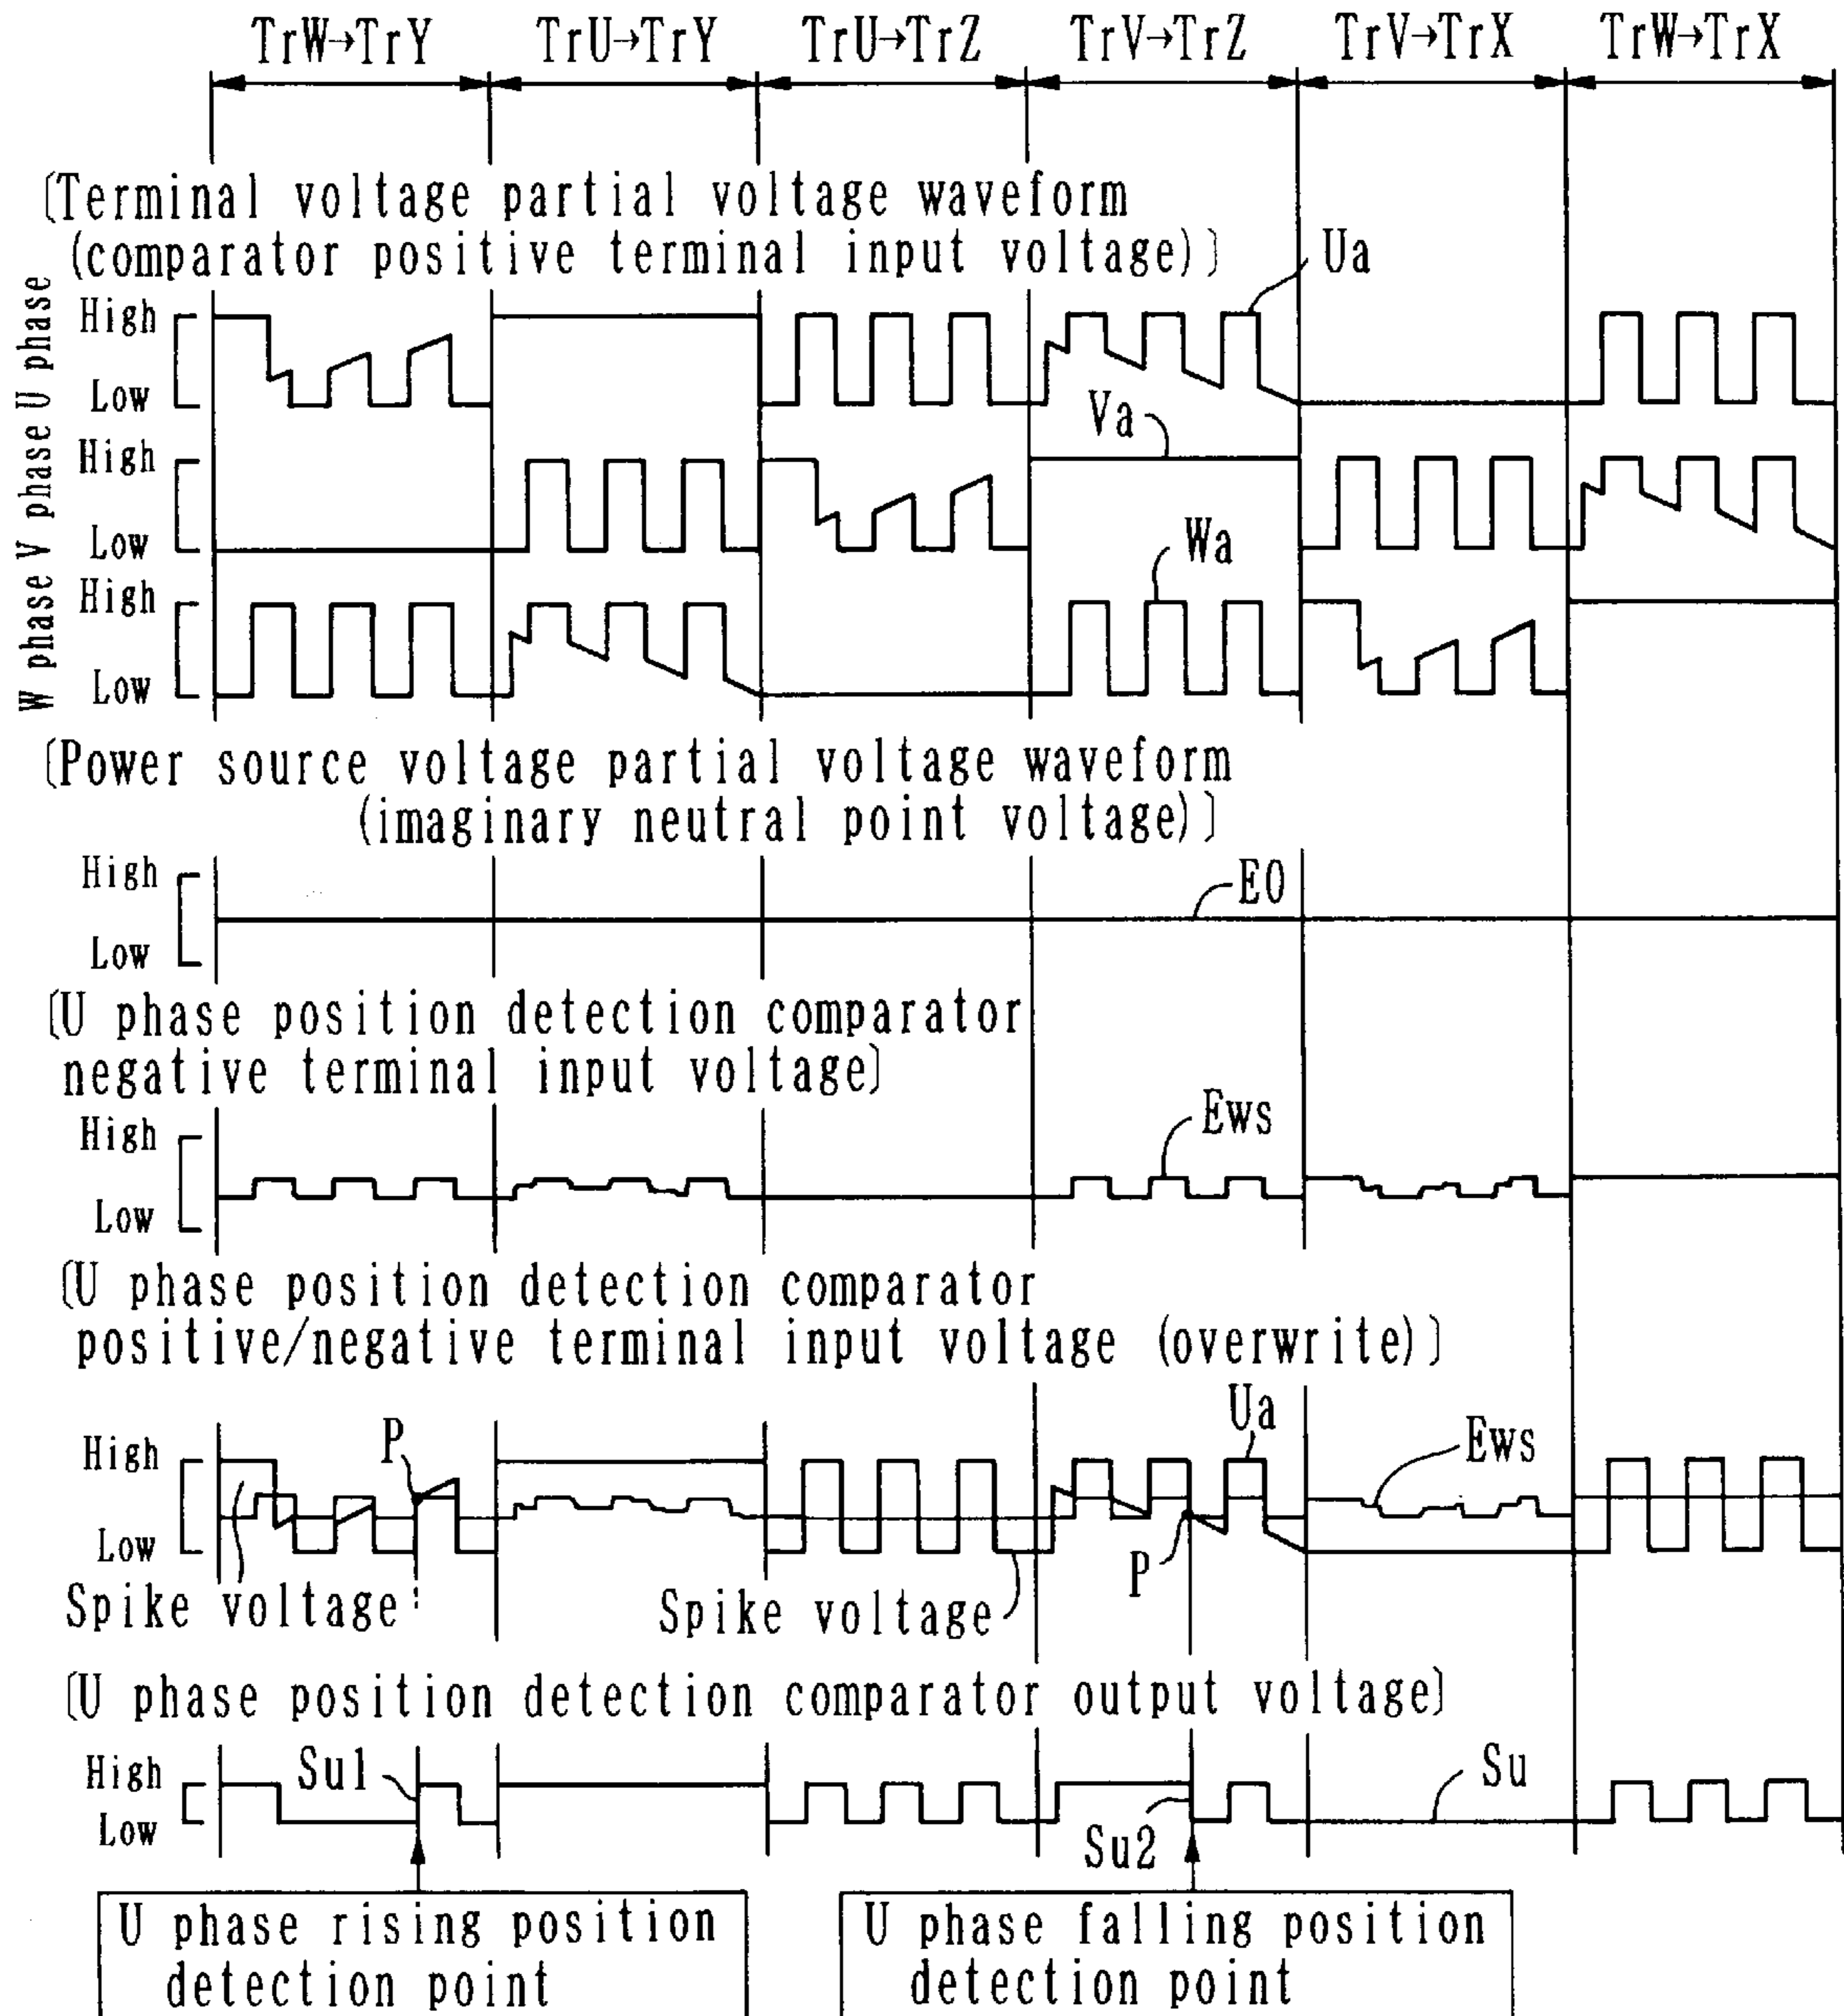 TrW→TrY TrU→TrY TrU→TrZ TrV→TrZ TrV→TrX TrW→TrX
[Terminal voltage partial voltage waveform
(comparator positive terminal input voltage)]
Ua
U phase
High
Low
Va
V phase
High
Low
Wa
W phase
High
Low
[Power source voltage partial voltage waveform
(imaginary neutral point voltage)]
High
E0
Low
[U phase position detection comparator
negative terminal input voltage]
High
Ews
Low
[U phase position detection comparator
positive/negative terminal input voltage (overwrite)]
High
P
Ua
Ews
Low
P
Spike voltage
Spike voltage
[U phase position detection comparator output voltage]
High
Su1
Su
Low
Su2
U phase rising position
detection point
U phase falling position
detection point